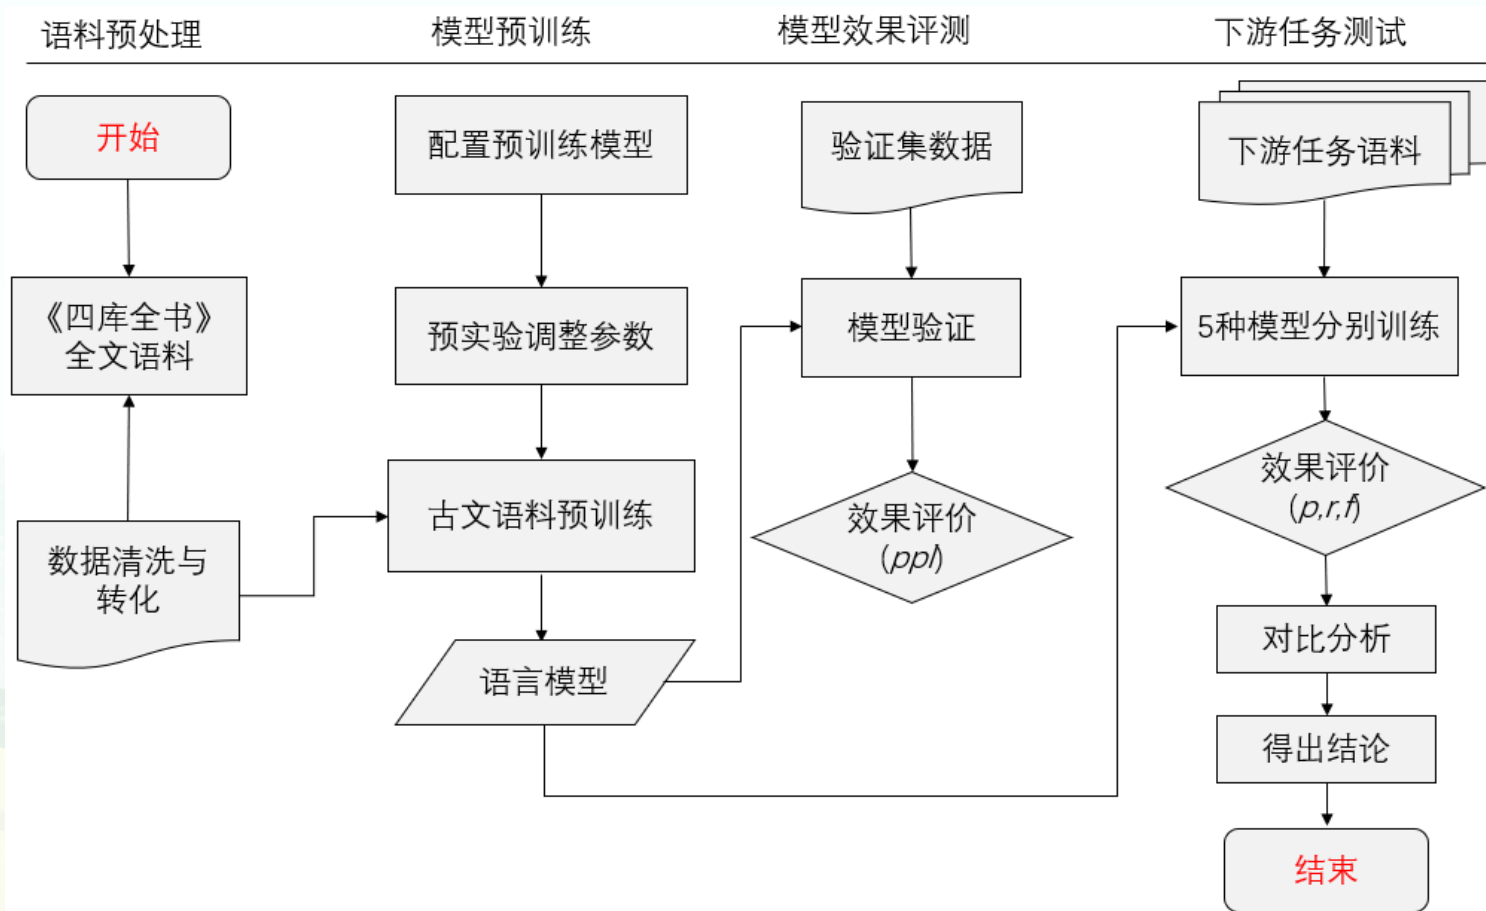 语料预处理
模型预训练
模型效果评测
下游任务测试
开始
《四库全书》
全文语料
数据清洗与
转化
配置预训练模型
预实验调整参数
古文语料预训练
语言模型
验证集数据
模型验证
效果评价
(ppl)
下游任务语料
5种模型分别训练
效果评价
(p,r,f)
对比分析
得出结论
结束